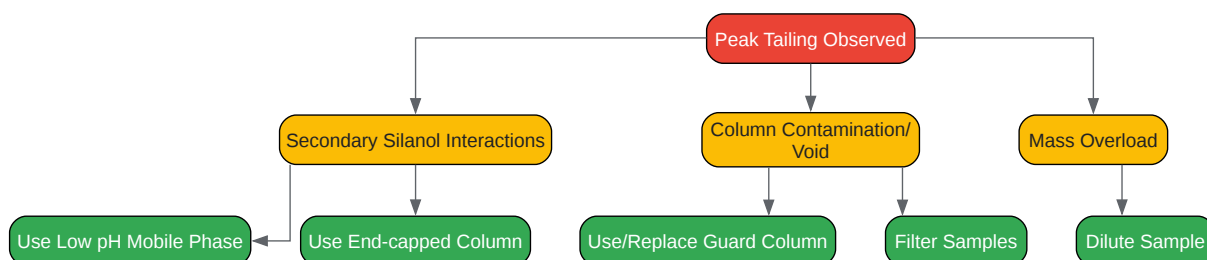 Peak Tailing Observed
Secondary Silanol Interactions
Column Contamination/
Void
Mass Overload
Use Low pH Mobile Phase
Use End-capped Column
Use/Replace Guard Column
Filter Samples
Dilute Sample